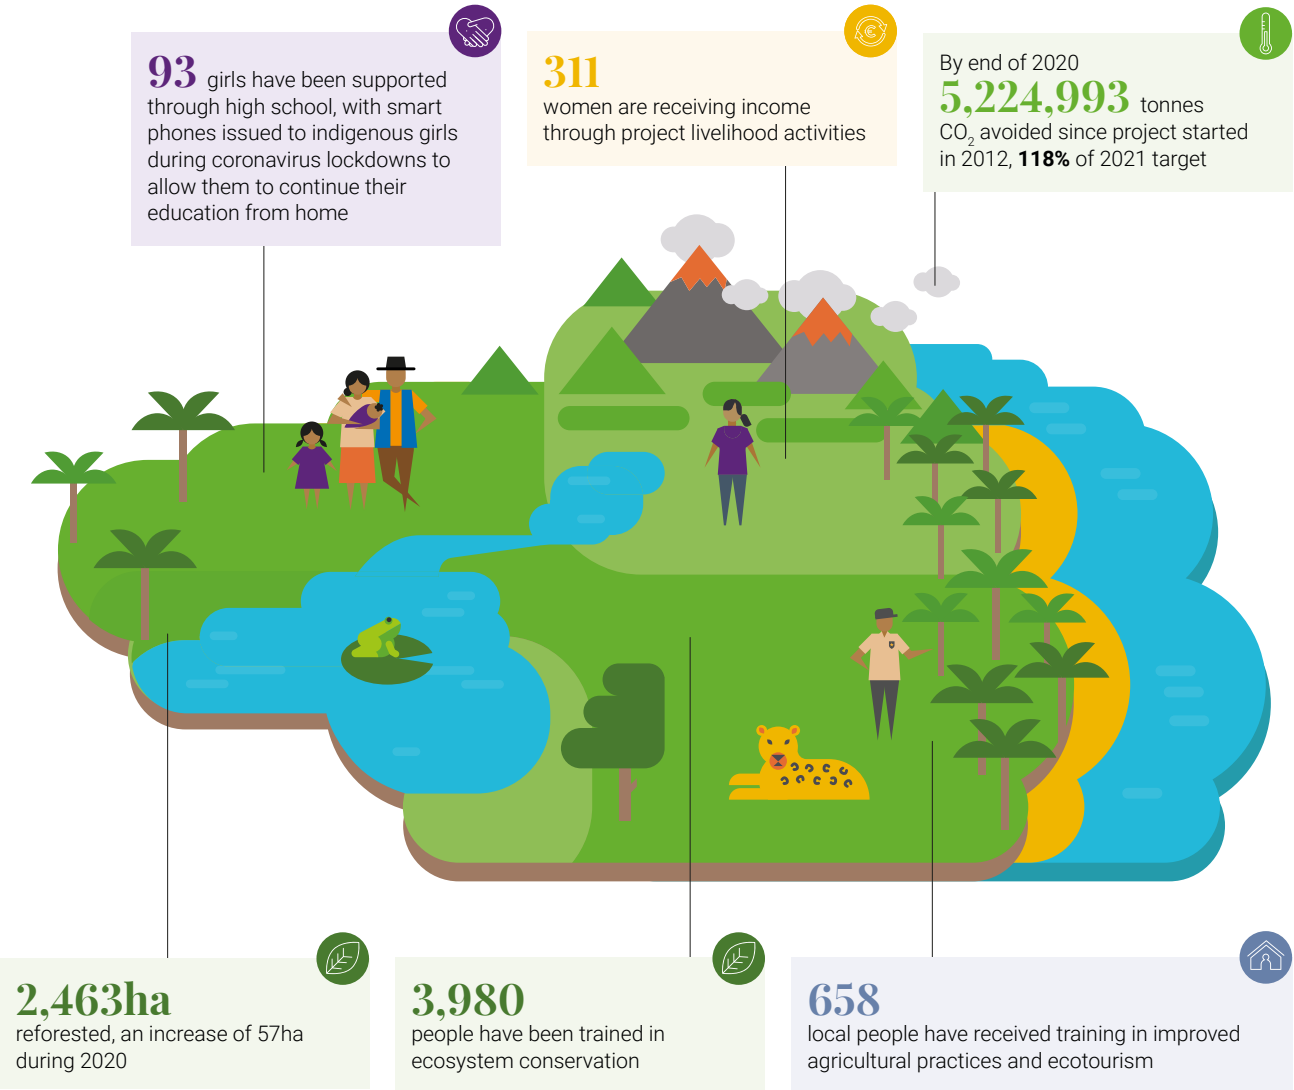 93 girls have been supported
through high school, with smart
phones issued to indigenous girls
during coronavirus lockdowns to
allow them to continue their
education from home
311
women are receiving income
through project livelihood activities
By end of 2020
5,224,993 tonnes
CO₂ avoided since project started
in 2012, 118% of 2021 target
2,463ha
reforested, an increase of 57ha
during 2020
3,980
people have been trained in
ecosystem conservation
658
local people have received training in improved
agricultural practices and ecotourism